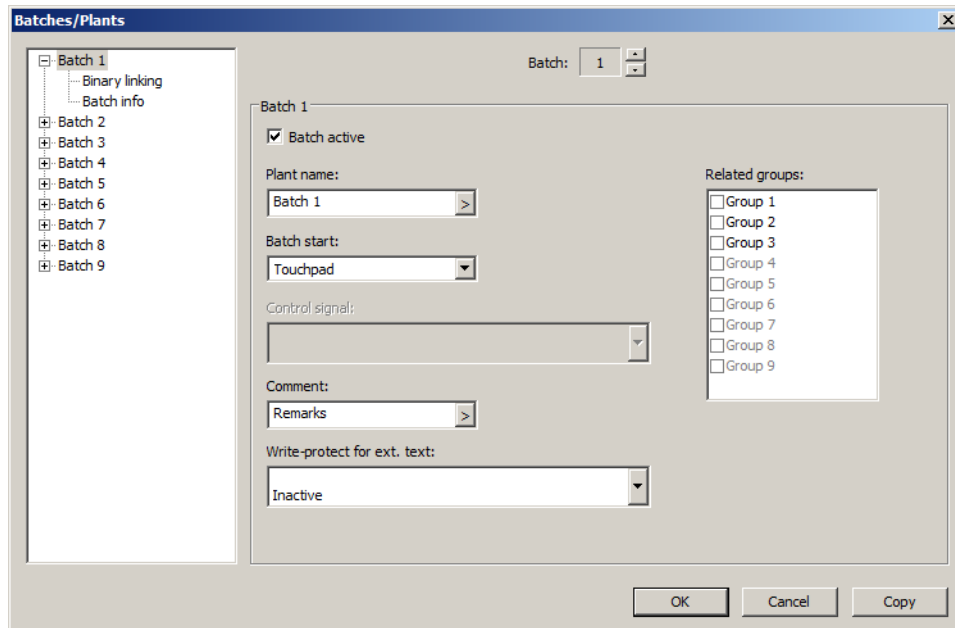 Batches/Plants
Batch 1
Binary linking
Batch info
Batch 2
Batch 3
Batch 4
Batch 5
Batch 6
Batch 7
Batch 8
Batch 9
Batch: 1
Batch 1
Batch active
Plant name:
Batch 1 >
Batch start:
Touchpad
Control signal:
Comment:
Remarks >
Write-protect for ext. text:
Inactive
Related groups:
Group 1
Group 2
Group 3
Group 4
Group 5
Group 6
Group 7
Group 8
Group 9
OK Cancel Copy